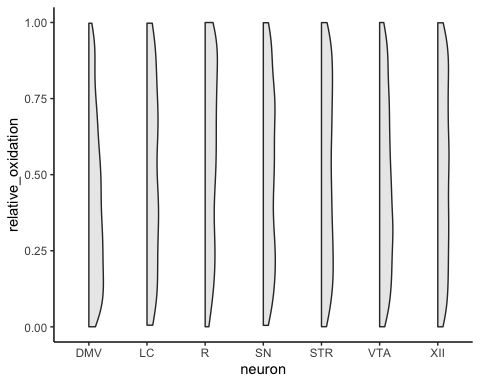 1.00
0.75
0.50
0.25
0.00
relative_oxidation
DMV LC R SN STR VTA XII
neuron